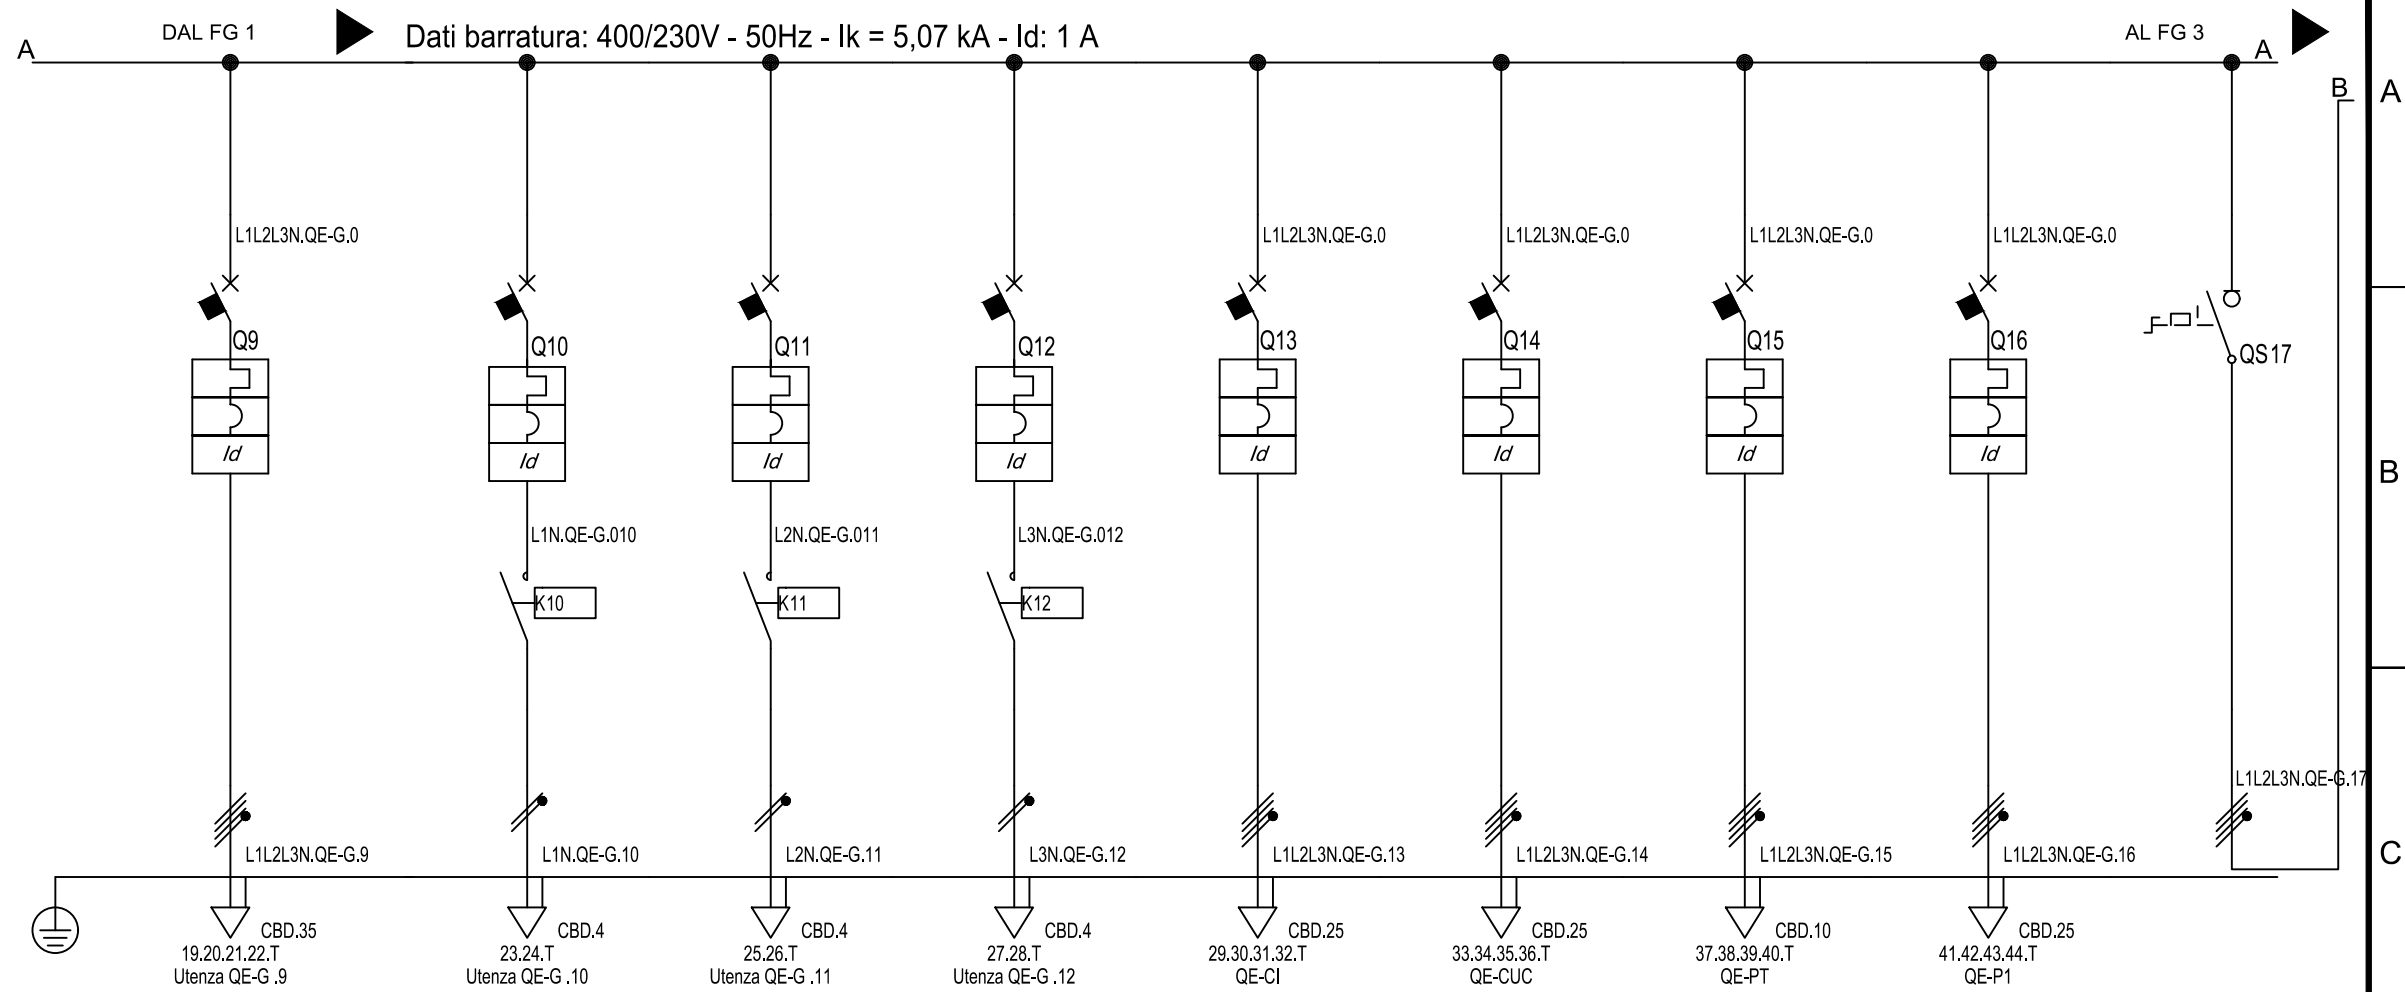 DAL FG 1
Dati barratura: 400/230V - 50Hz - Ik = 5,07 kA - Id: 1 A
AL FG 3
A
A
B
A
L1L2L3N.QE-G.0
L1L2L3N.QE-G.0
L1L2L3N.QE-G.0
L1L2L3N.QE-G.0
L1L2L3N.QE-G.0
Q9
Q10
Q11
Q12
Q13
Q14
Q15
Q16
QS17
Id
Id
Id
Id
Id
Id
Id
Id
B
L1N.QE-G.010
L2N.QE-G.011
L3N.QE-G.012
K10
K11
K12
L1L2L3N.QE-G.17
L1L2L3N.QE-G.9
L1N.QE-G.10
L2N.QE-G.11
L3N.QE-G.12
L1L2L3N.QE-G.13
L1L2L3N.QE-G.14
L1L2L3N.QE-G.15
L1L2L3N.QE-G.16
C
CBD.35
CBD.4
CBD.4
CBD.4
CBD.25
CBD.25
CBD.10
CBD.25
19.20.21.22.T
23.24.T
25.26.T
27.28.T
29.30.31.32.T
33.34.35.36.T
37.38.39.40.T
41.42.43.44.T
Utenza QE-G .9
Utenza QE-G .10
Utenza QE-G .11
Utenza QE-G .12
QE-CI
QE-CUC
QE-PT
QE-P1